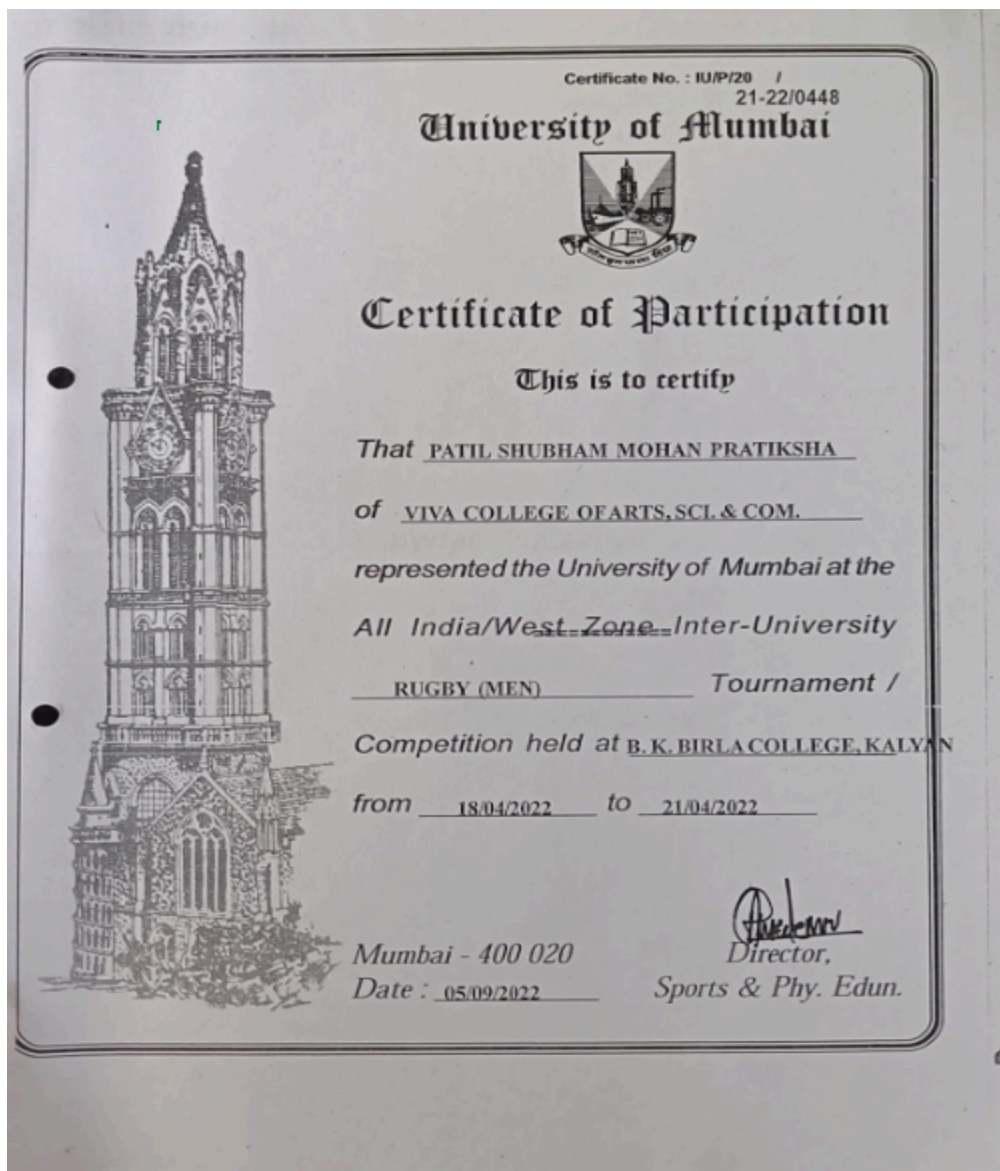 Certificate No. : IU/P/20 /
21-22/0448
University of Mumbai
Certificate of Participation
This is to certify
That PATIL SHUBHAM MOHAN PRATIKSHA
of VIVA COLLEGE OF ARTS, SCI. & COM.
represented the University of Mumbai at the
All India/West Zone Inter-University
RUGBY (MEN) Tournament /
Competition held at B. K. BIRLA COLLEGE, KALYAN
from 18/04/2022 to 21/04/2022
Mumbai - 400 020
Director,
Date : 05/09/2022
Sports & Phy. Edun.